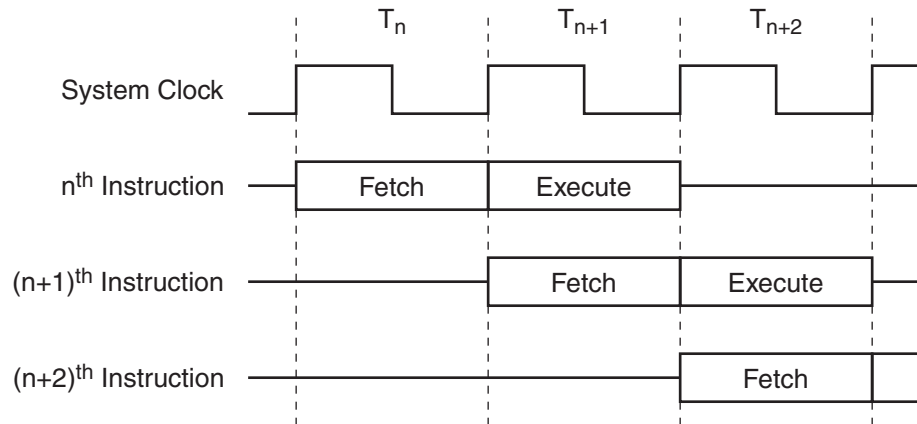 Tn Tn+1 Tn+2
System Clock
nth Instruction Fetch Execute
(n+1)th Instruction Fetch Execute
(n+2)th Instruction Fetch